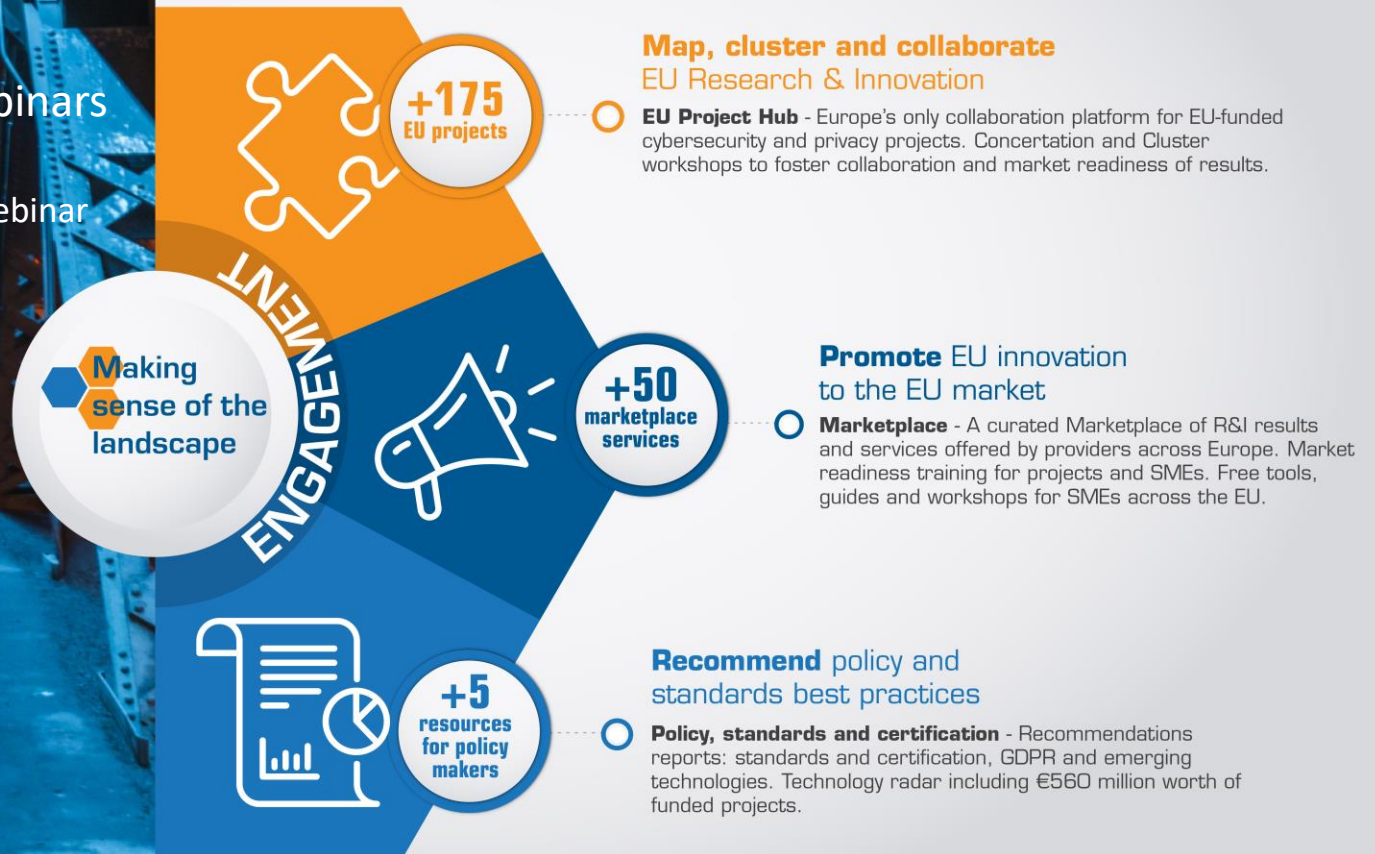 +175
EU projects
Map, cluster and collaborate
EU Research & Innovation
EU Project Hub - Europe's only collaboration platform for EU-funded
cybersecurity and privacy projects. Concertation and Cluster
workshops to foster collaboration and market readiness of results.
Making
sense of the
landscape
ENGAGEMENT
+50
marketplace
services
Promote EU innovation
to the EU market
Marketplace - A curated Marketplace of R&I results
and services offered by providers across Europe. Market
readiness training for projects and SMEs. Free tools,
guides and workshops for SMEs across the EU.
+5
resources
for policy
makers
Recommend policy and
standards best practices
Policy, standards and certification - Recommendations
reports: standards and certification, GDPR and emerging
technologies. Technology radar including €560 million worth of
funded projects.